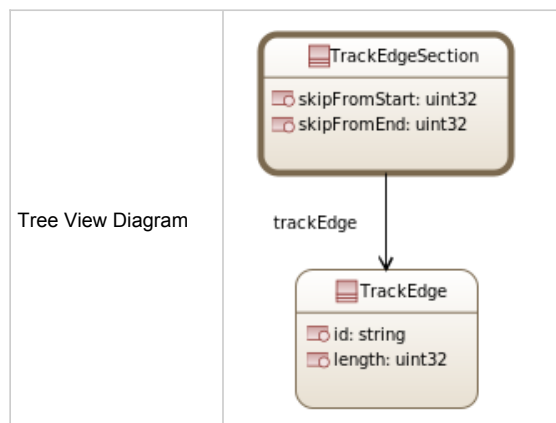 TrackEdgeSection
skipFromStart: uint32
skipFromEnd: uint32
Tree View Diagram
trackEdge
TrackEdge
id: string
length: uint32